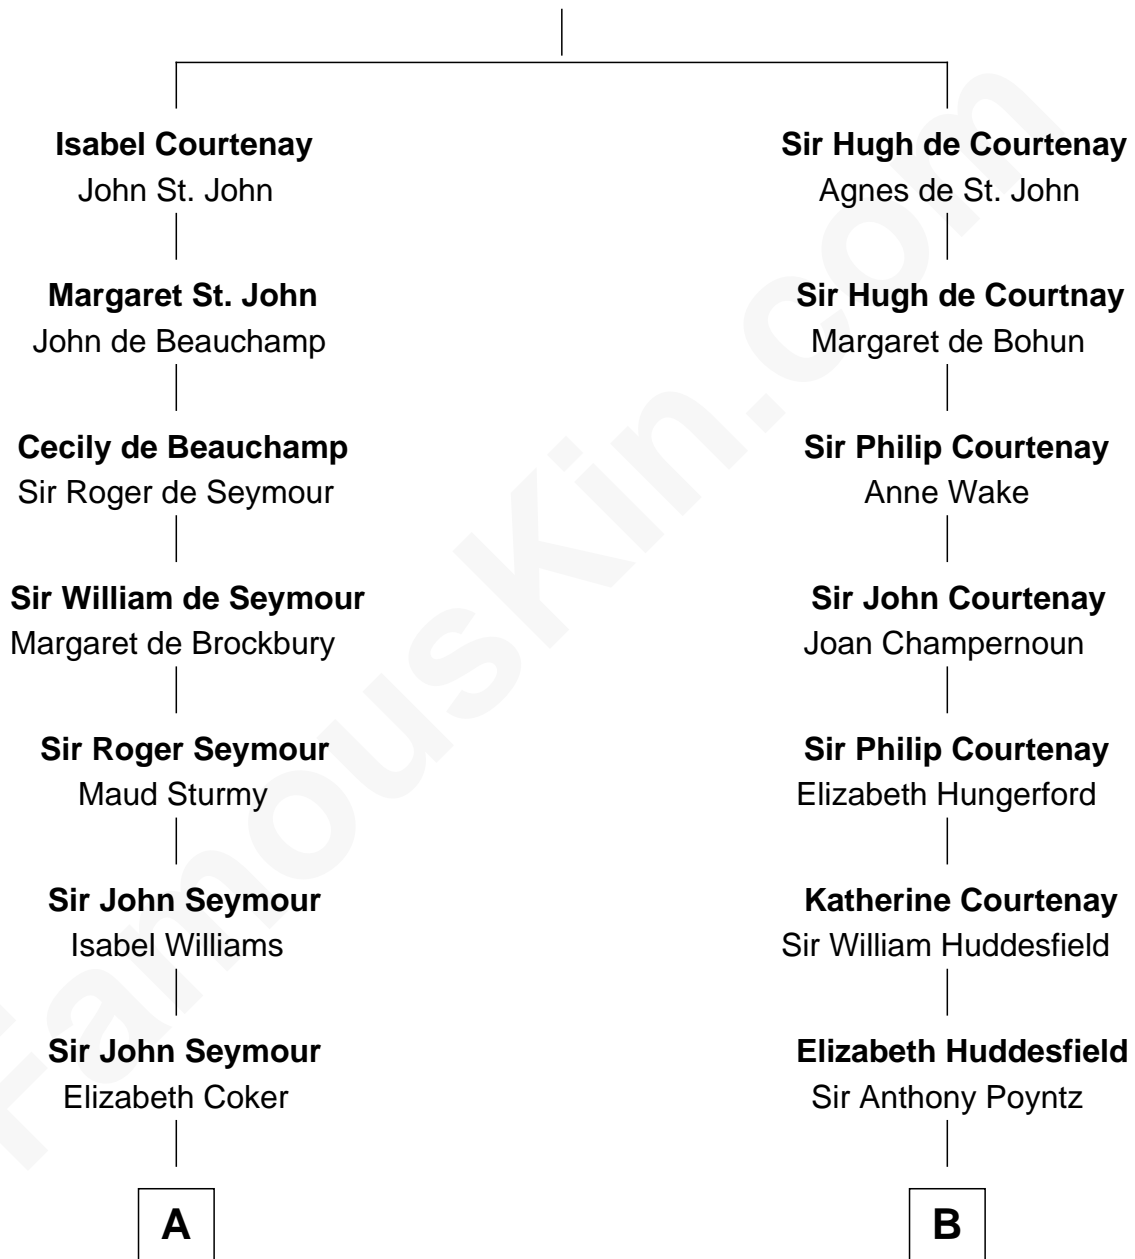 Isabel Courtenay
John St. John
Sir Hugh de Courtenay
Agnes de St. John
Margaret St. John
John de Beauchamp
Sir Hugh de Courtnay
Margaret de Bohun
Cecily de Beauchamp
Sir Roger de Seymour
Sir Philip Courtenay
Anne Wake
Sir William de Seymour
Margaret de Brockbury
Sir John Courtenay
Joan Champernoun
Sir Roger Seymour
Maud Sturmy
Sir Philip Courtenay
Elizabeth Hungerford
Sir John Seymour
Isabel Williams
Katherine Courtenay
Sir William Huddesfield
Sir John Seymour
Elizabeth Coker
Elizabeth Huddesfield
Sir Anthony Poyntz
A
B
FamousKin.com